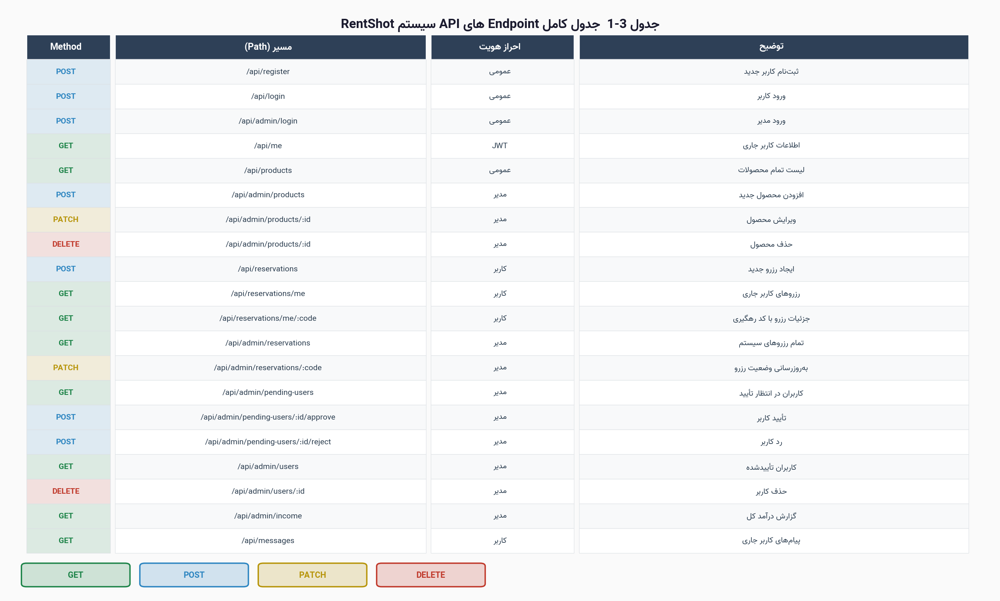 جدول 3-1 جدول کامل Endpoint های API سیستم RentShot
Method مسیر (Path) احراز هویت توضیح
POST /api/register عمومی ثبت‌نام کاربر جدید
POST /api/login عمومی ورود کاربر
POST /api/admin/login عمومی ورود مدیر
GET /api/me JWT اطلاعات کاربر جاری
GET /api/products عمومی لیست تمام محصولات
POST /api/admin/products مدیر افزودن محصول جدید
PATCH /api/admin/products/:id مدیر ویرایش محصول
DELETE /api/admin/products/:id مدیر حذف محصول
POST /api/reservations کاربر ایجاد رزرو جدید
GET /api/reservations/me کاربر رزروهای کاربر جاری
GET /api/reservations/me/:code کاربر جزئیات رزرو با کد رهگیری
GET /api/admin/reservations مدیر تمام رزروهای سیستم
PATCH /api/admin/reservations/:code مدیر به‌روزرسانی وضعیت رزرو
GET /api/admin/pending-users مدیر کاربران در انتظار تأیید
POST /api/admin/pending-users/:id/approve مدیر تأیید کاربر
POST /api/admin/pending-users/:id/reject مدیر رد کاربر
GET /api/admin/users مدیر کاربران تأییدشده
DELETE /api/admin/users/:id مدیر حذف کاربر
GET /api/admin/income مدیر گزارش درآمد کل
GET /api/messages کاربر پیام‌های کاربر جاری
GET POST PATCH DELETE